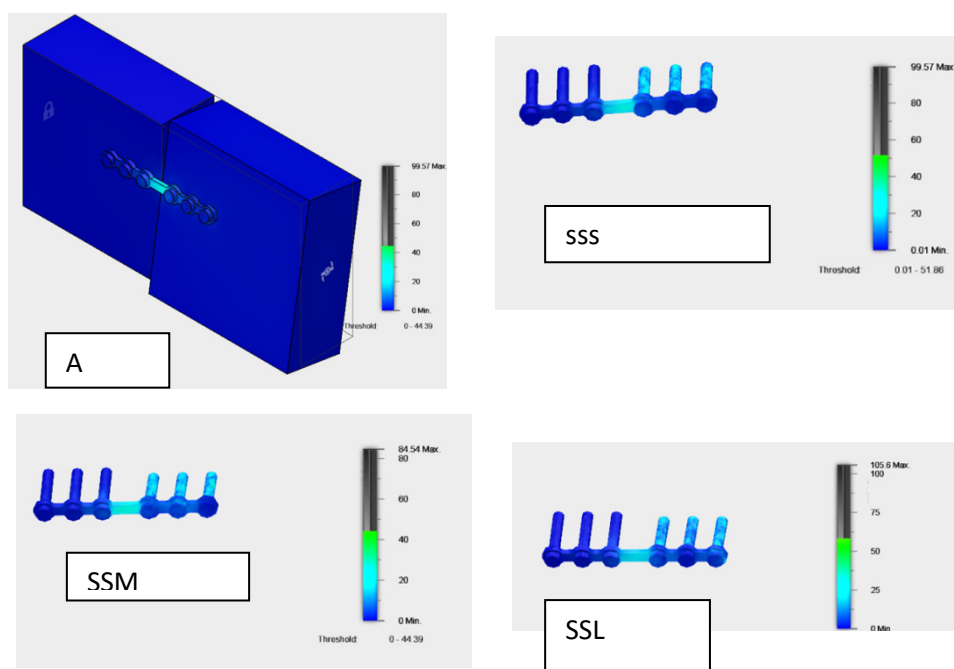 99.57 Max.
80
60
40
20
0 Min.
Threshold: 0 - 44.39
A
99.57 Max
80
60
40
20
0.01 Min.
Threshold: 0.01 - 51.86
sss
84.54 Max.
80
60
40
20
0 Min.
Threshold: 0 - 44.39
SSM
105.6 Max.
100
75
50
25
0 Min
SSL